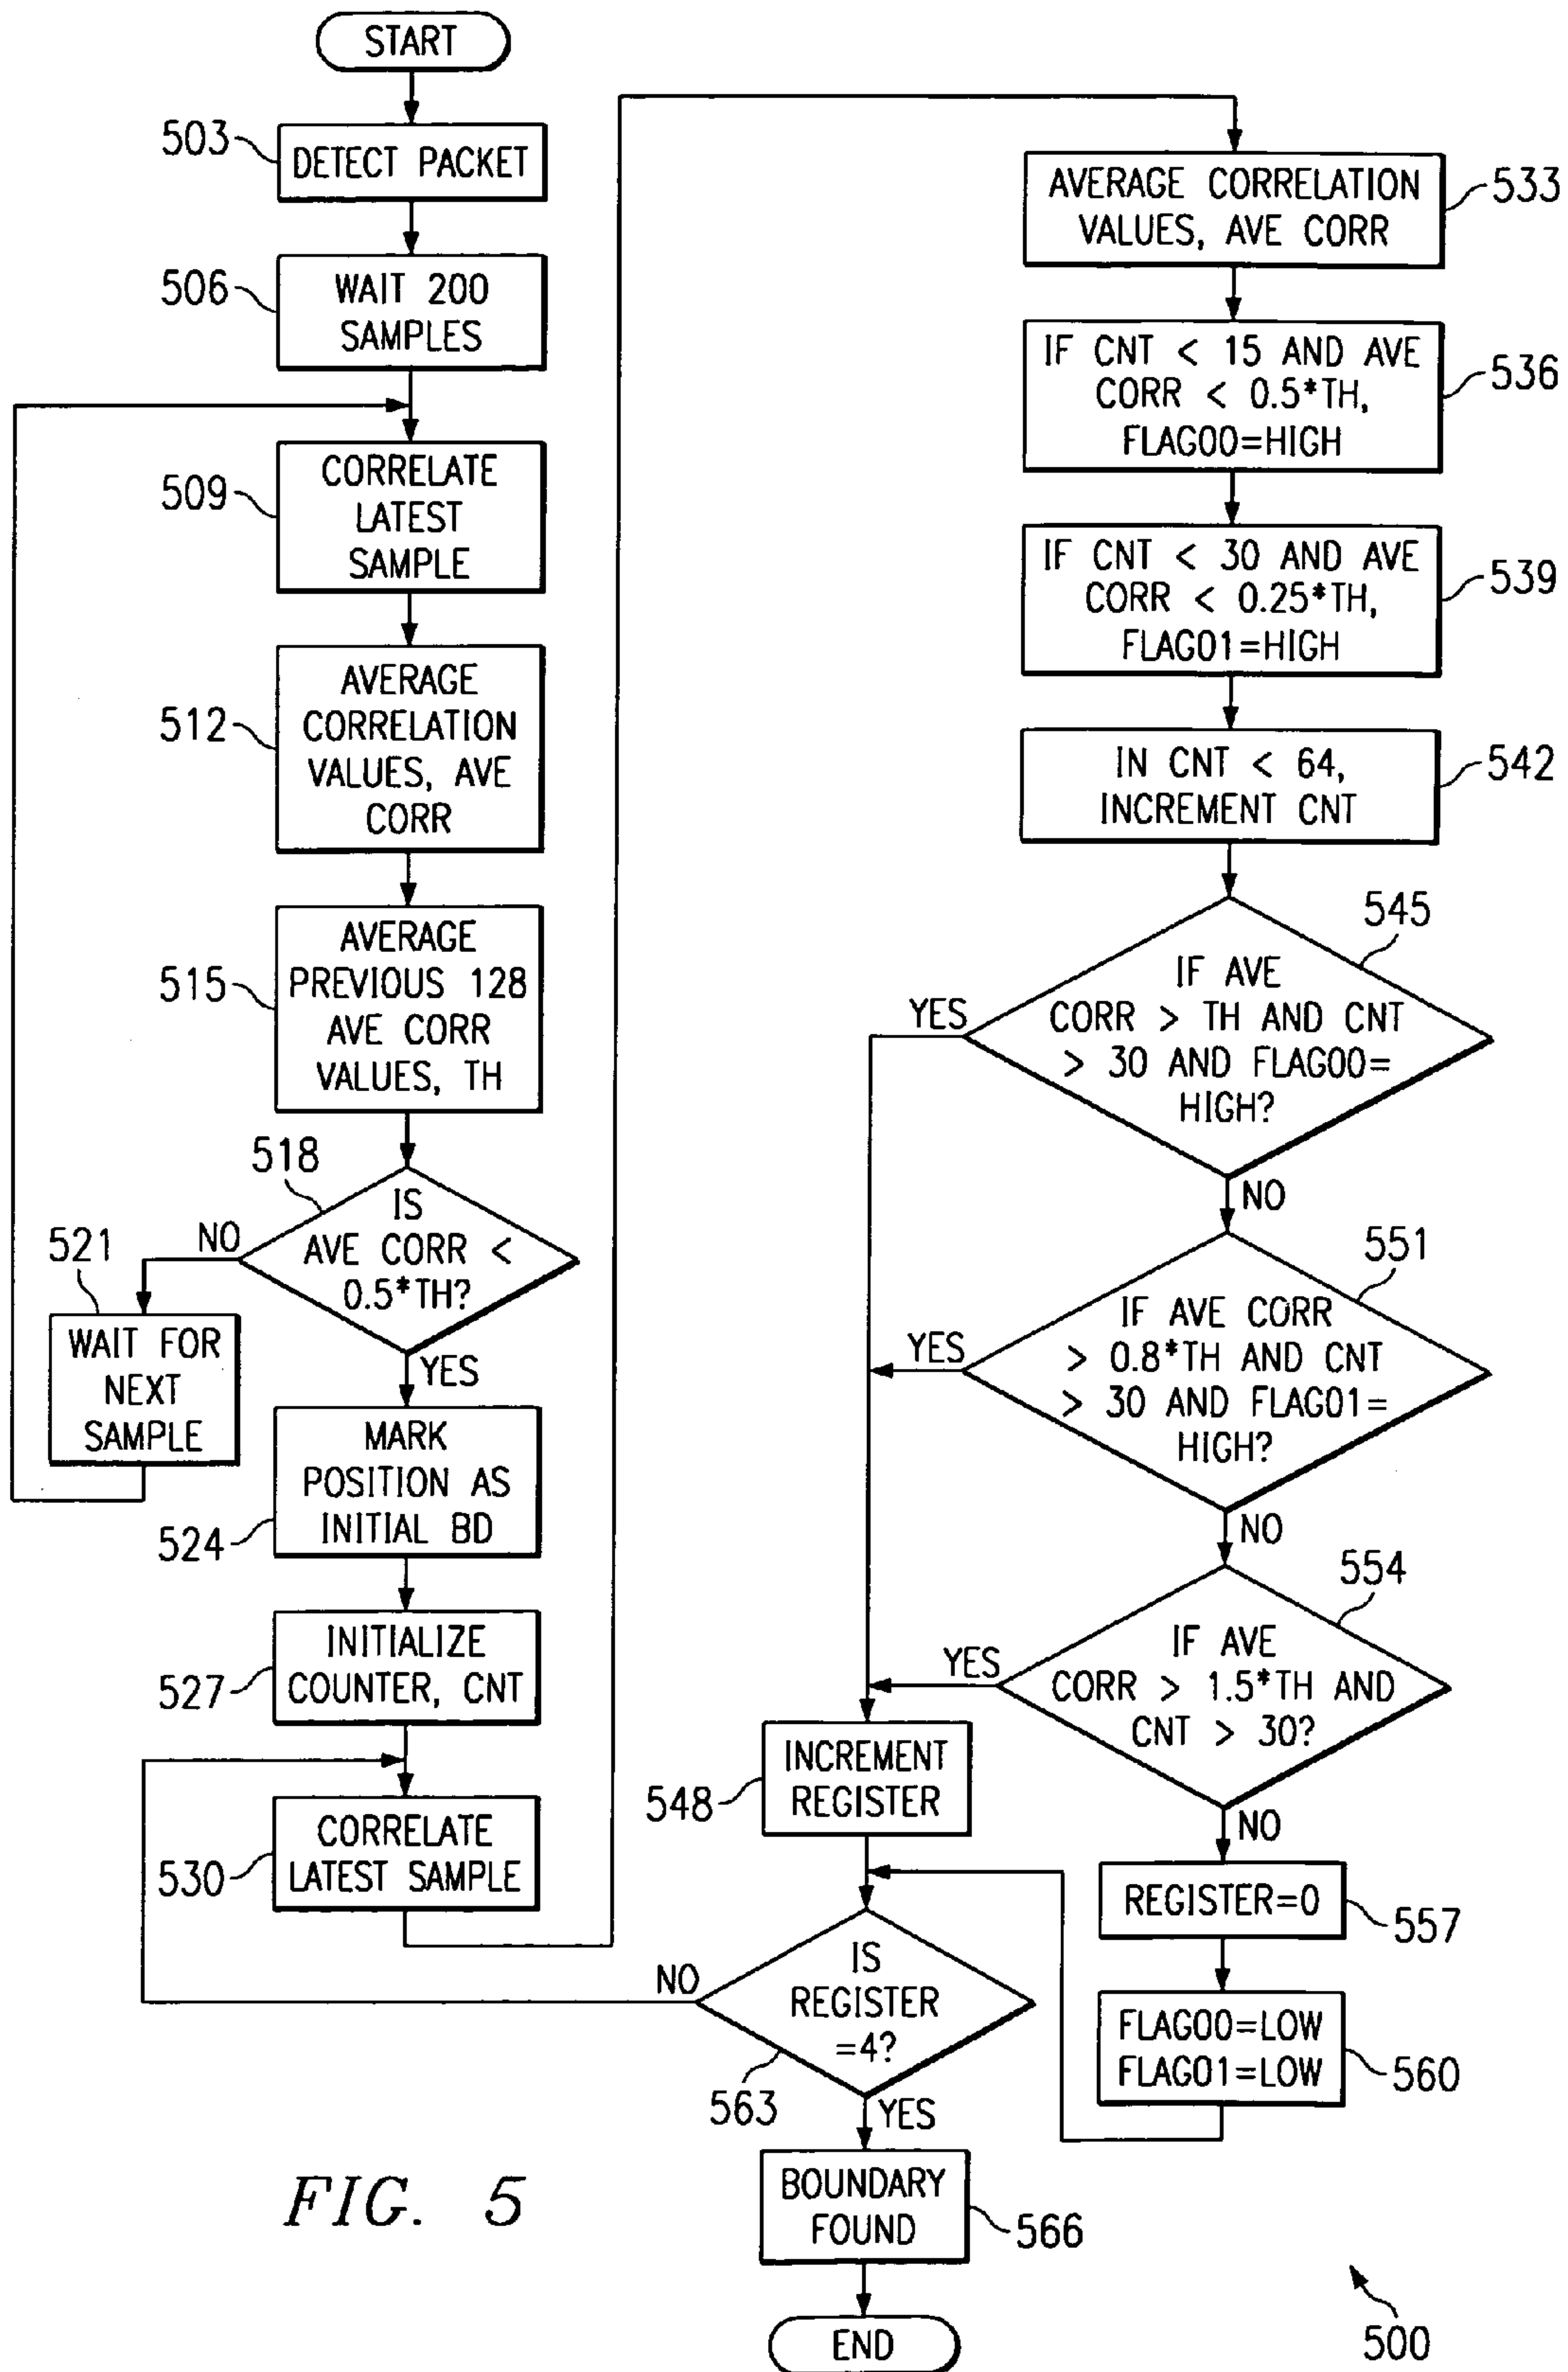 START
503
DETECT PACKET
506
WAIT 200
SAMPLES
509
CORRELATE
LATEST
SAMPLE
512
AVERAGE
CORRELATION
VALUES, AVE
CORR
515
AVERAGE
PREVIOUS 128
AVE CORR
VALUES, TH
518
IS
AVE CORR <
0.5*TH?
NO
521
WAIT FOR
NEXT
SAMPLE
YES
524
MARK
POSITION AS
INITIAL BD
527
INITIALIZE
COUNTER, CNT
530
CORRELATE
LATEST SAMPLE
AVERAGE CORRELATION
VALUES, AVE CORR
533
IF CNT < 15 AND AVE
CORR < 0.5*TH,
FLAG00=HIGH
536
IF CNT < 30 AND AVE
CORR < 0.25*TH,
FLAG01=HIGH
539
IN CNT < 64,
INCREMENT CNT
542
545
IF AVE
CORR > TH AND CNT
> 30 AND FLAG00=
HIGH?
YES
NO
551
IF AVE CORR
> 0.8*TH AND CNT
> 30 AND FLAG01=
HIGH?
YES
NO
554
IF AVE
CORR > 1.5*TH AND
CNT > 30?
YES
NO
548
INCREMENT
REGISTER
REGISTER=0
557
FLAG00=LOW
FLAG01=LOW
560
IS
REGISTER
=4?
NO
563
YES
BOUNDARY
FOUND
566
END
FIG. 5
500